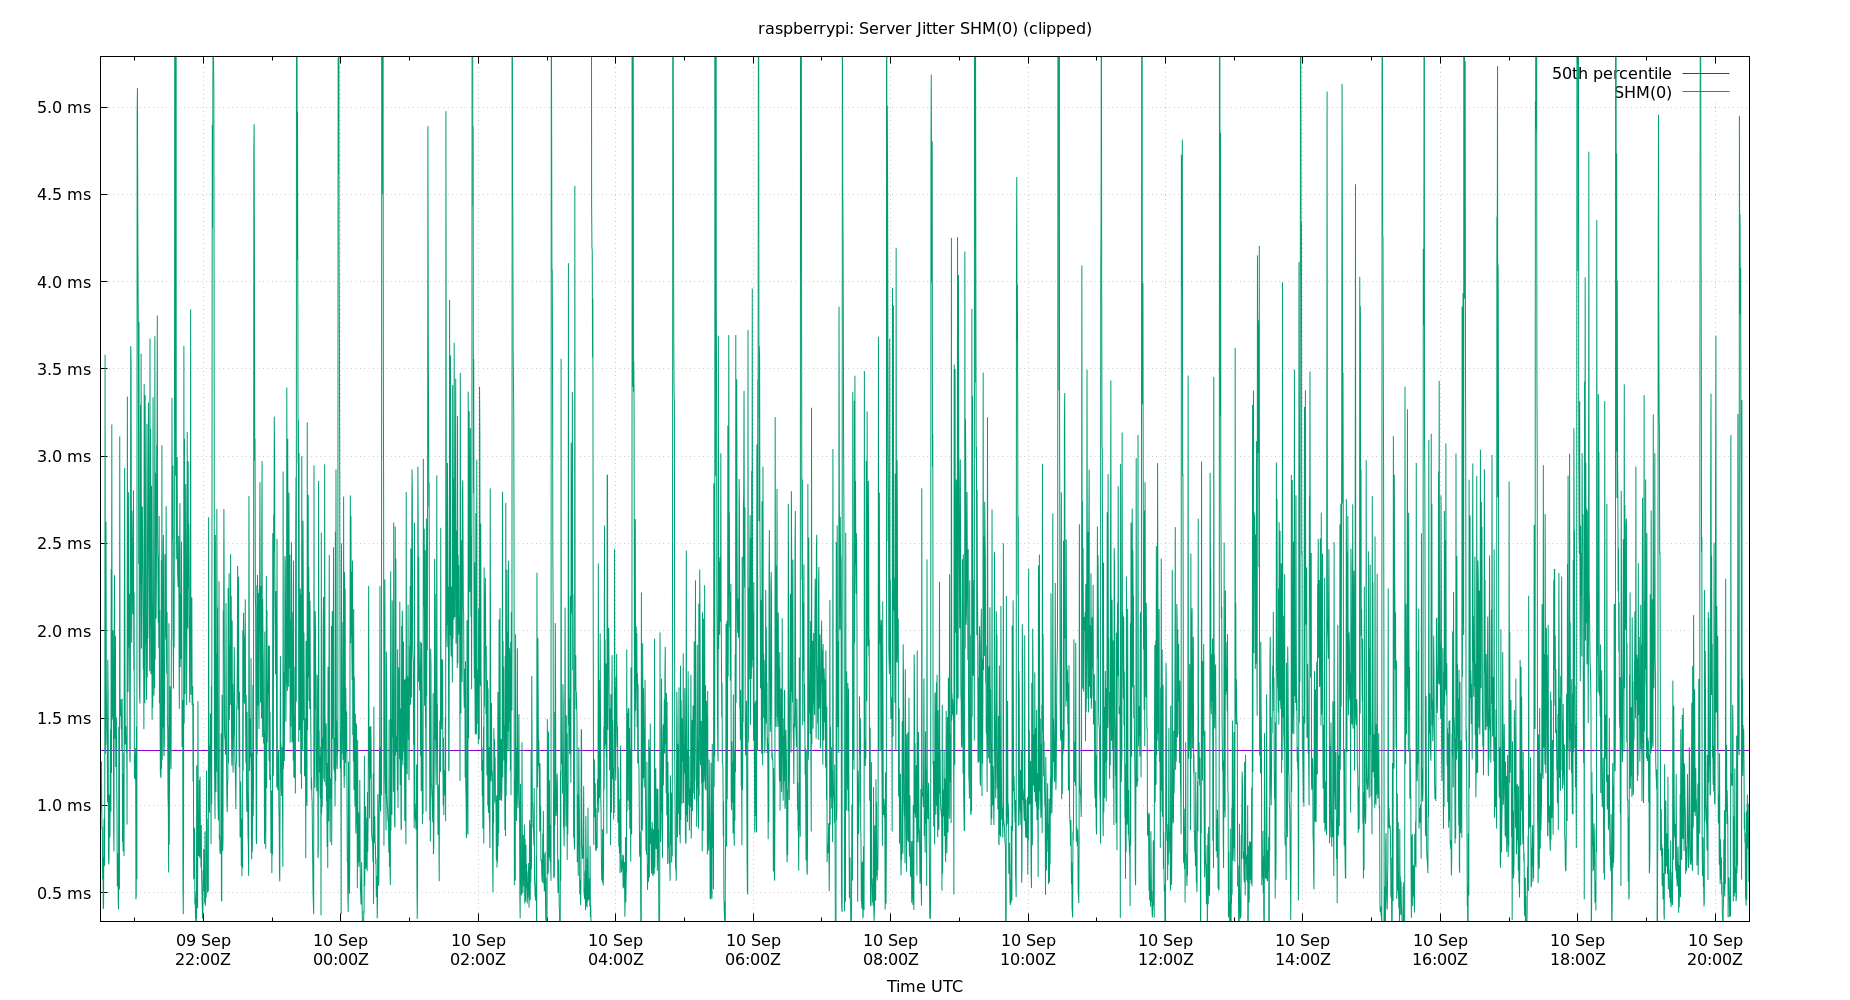 raspberrypi: Server Jitter SHM(0) (clipped)
50th percentile
SHM(0)
5.0 ms
4.5 ms
4.0 ms
3.5 ms
3.0 ms
2.5 ms
2.0 ms
1.5 ms
1.0 ms
0.5 ms
09 Sep 10 Sep 10 Sep 10 Sep 10 Sep 10 Sep 10 Sep 10 Sep 10 Sep 10 Sep 10 Sep 10 Sep
22:00Z 00:00Z 02:00Z 04:00Z 06:00Z 08:00Z 10:00Z 12:00Z 14:00Z 16:00Z 18:00Z 20:00Z
Time UTC